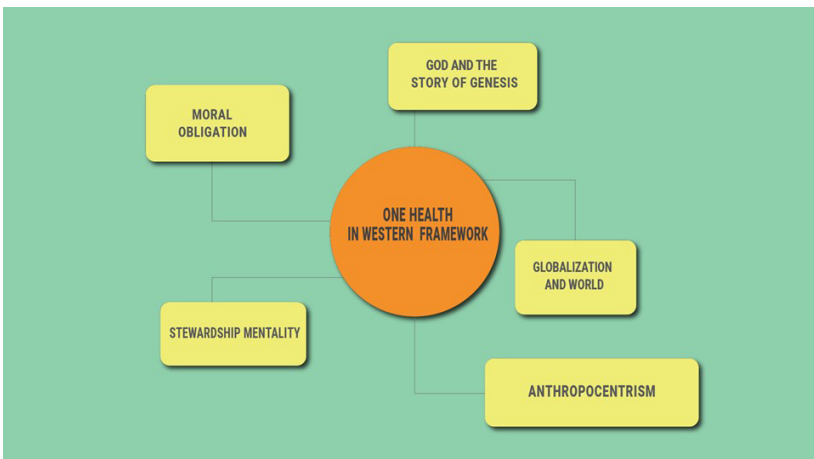 GOD AND THE
STORY OF GENESIS
MORAL
OBLIGATION
ONE HEALTH
IN WESTERN FRAMEWORK
GLOBALIZATION
AND WORLD
STEWARDSHIP MENTALITY
ANTHROPOCENTRISM